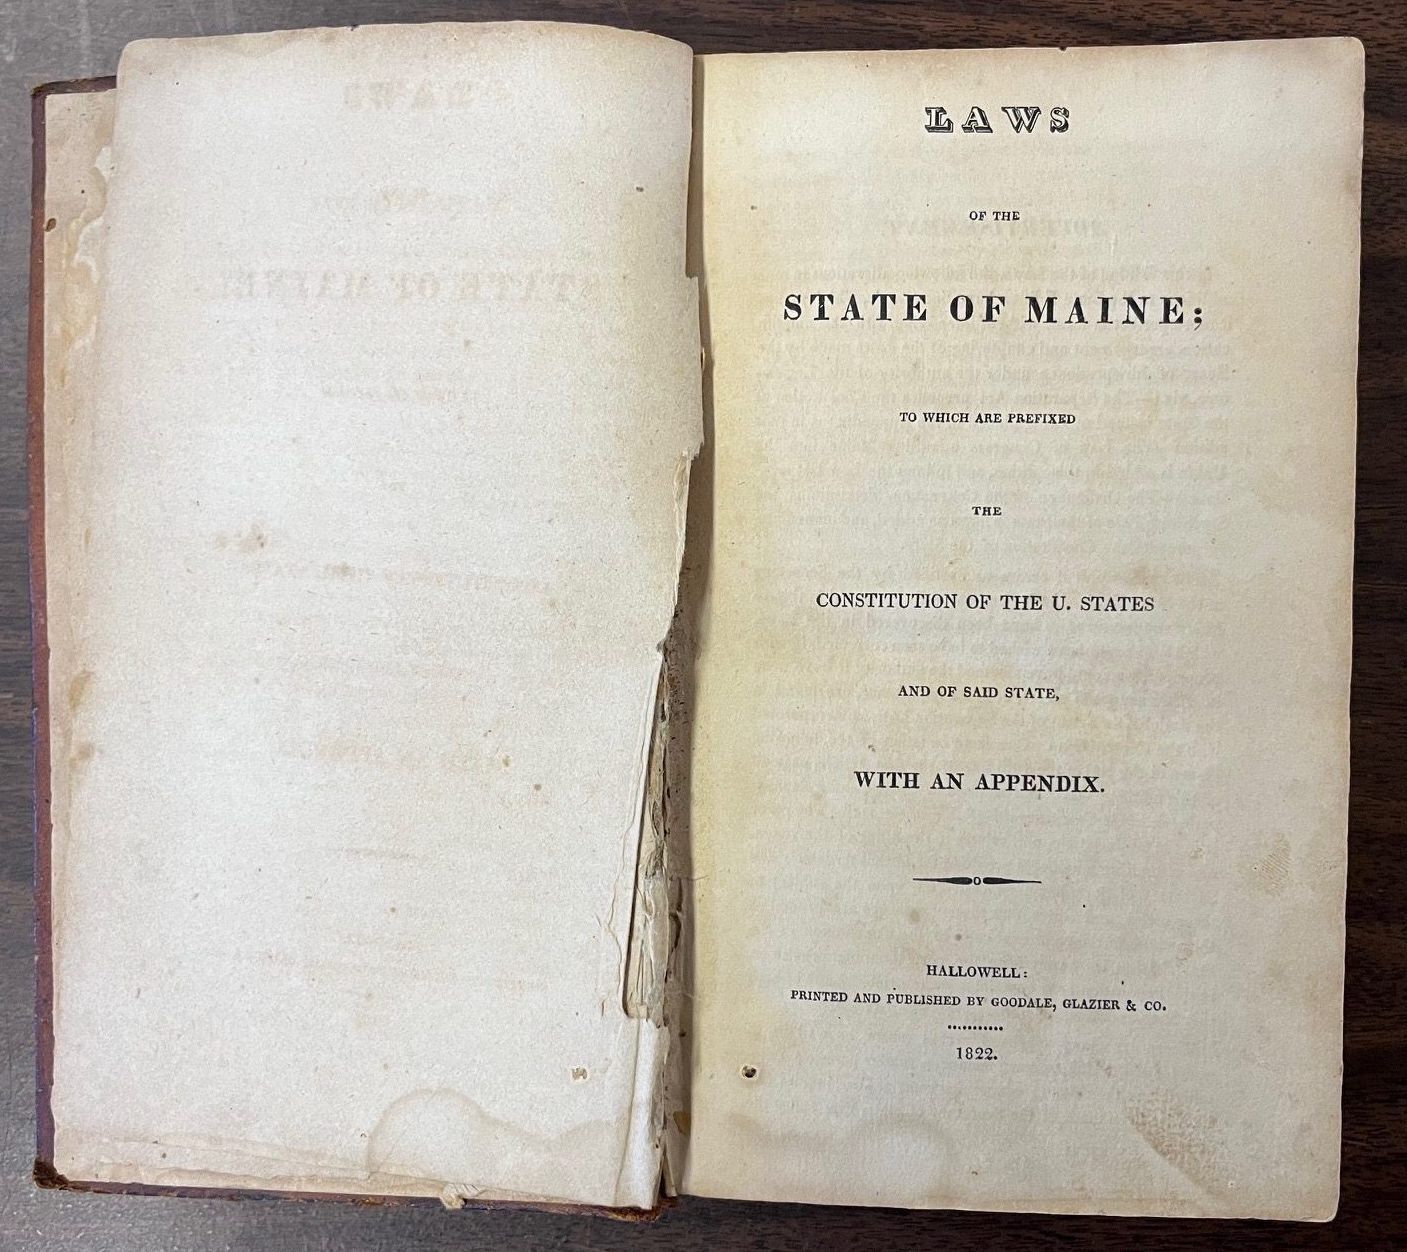 LAWS
OF THE
STATE OF MAINE;
TO WHICH ARE PREFIXED
THE
CONSTITUTION OF THE U. STATES
AND OF SAID STATE,
WITH AN APPENDIX.
HALLOWELL:
PRINTED AND PUBLISHED BY GOODALE, GLAZIER & CO.
1822.